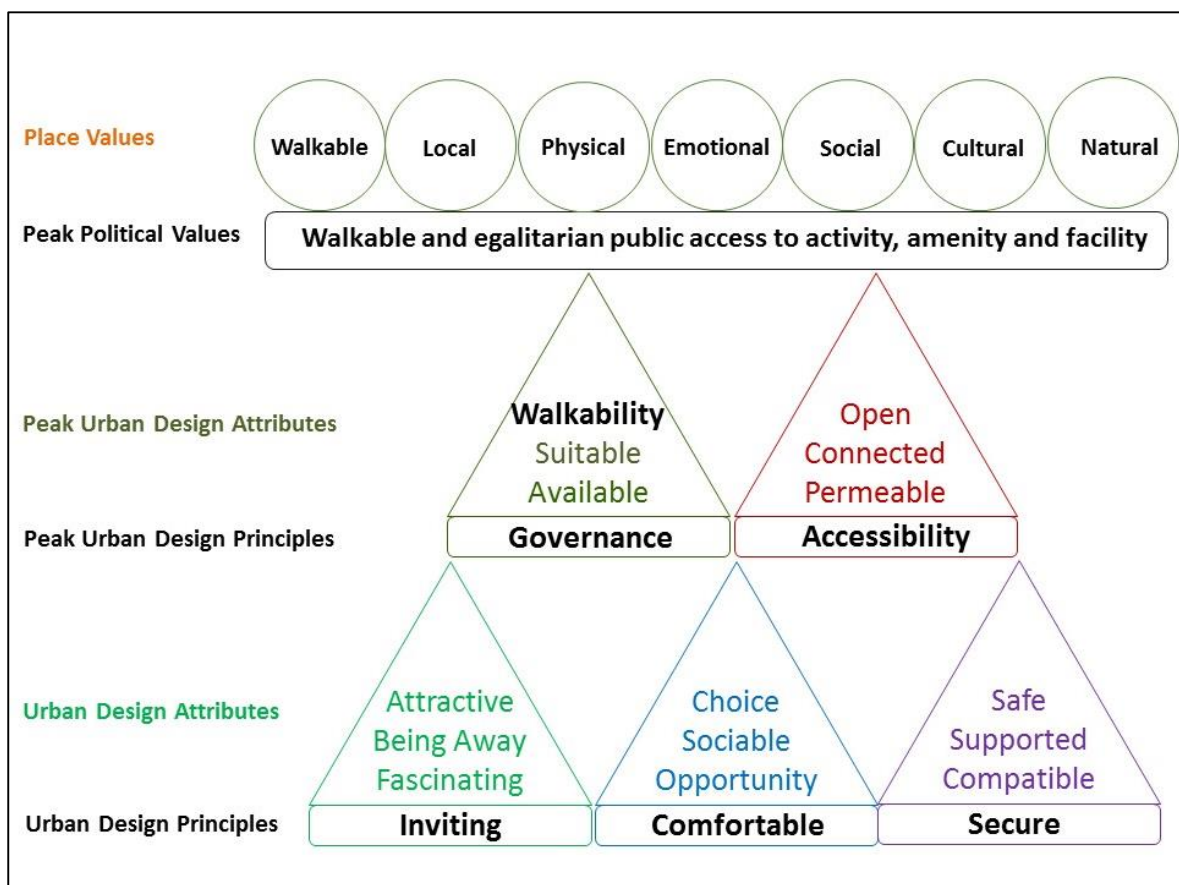 Place Values
Walkable Local Physical Emotional Social Cultural Natural
Peak Political Values
Walkable and egalitarian public access to activity, amenity and facility
Peak Urban Design Attributes
Walkability
Suitable
Available
Open
Connected
Permeable
Peak Urban Design Principles
Governance
Accessibility
Urban Design Attributes
Attractive
Being Away
Fascinating
Choice
Sociable
Opportunity
Safe
Supported
Compatible
Urban Design Principles
Inviting
Comfortable
Secure